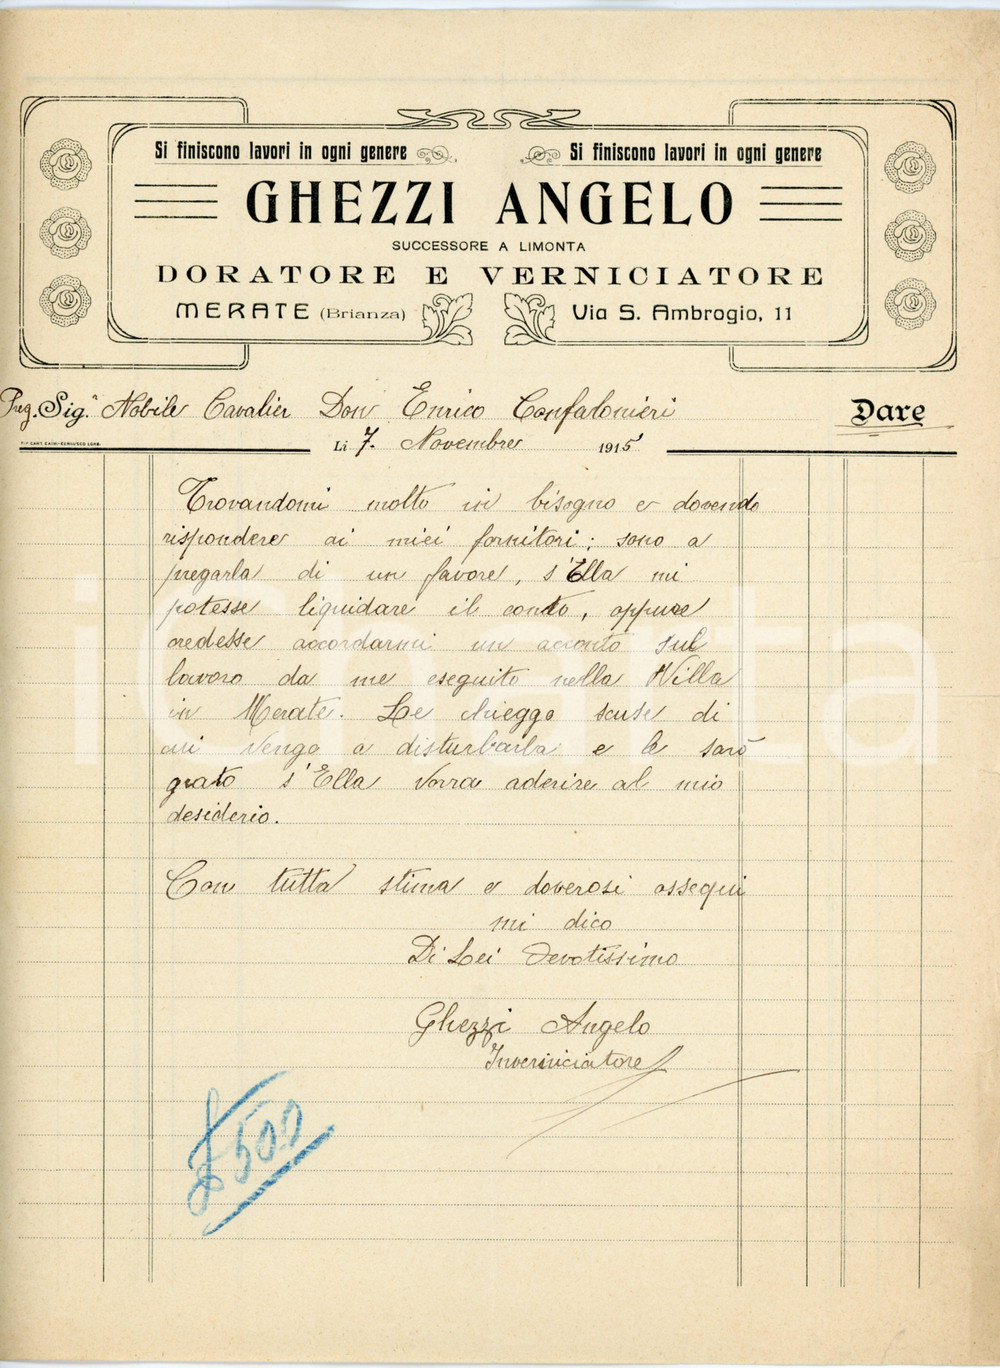 Si finiscono lavori in ogni genere Si finiscono lavori in ogni genere
GHEZZI ANGELO
SUCCESSORE A LIMONTA
DORATORE E VERNICIATORE
MERATE (Brianza) Via S. Ambrogio, 11
Preg. Sig.r Nobile Cavalier Don Enrico Confalonieri Dare
Li 7. Novembre 1915
Trovandomi molto in bisogno e dovendo
rispondere ai miei fornitori; sono a
pregarla di un favore, s'Ella mi
potesse liquidare il conto, oppure
credesse accordarmi un acconto sul
lavoro da me eseguito nella Villa
in Merate. Le chieggo scuse di
cui vengo a disturbarla e le sarò
grato s'Ella vorra aderire al mio
desiderio.
Con tutta stima e doverosi ossequi
mi dico
Di Lei Devotissimo
Ghezzi Angelo
Inverniciatore
£ 500